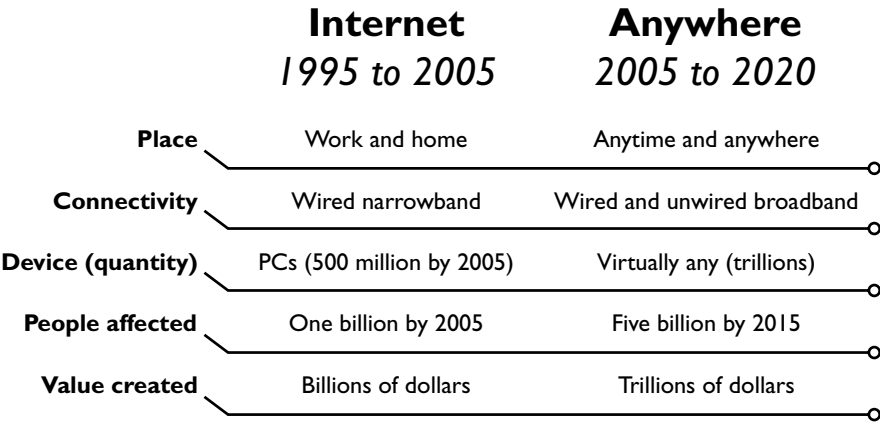 Internet Anywhere
1995 to 2005 2005 to 2020
Place Work and home Anytime and anywhere
Connectivity Wired narrowband Wired and unwired broadband
Device (quantity) PCs (500 million by 2005) Virtually any (trillions)
People affected One billion by 2005 Five billion by 2015
Value created Billions of dollars Trillions of dollars